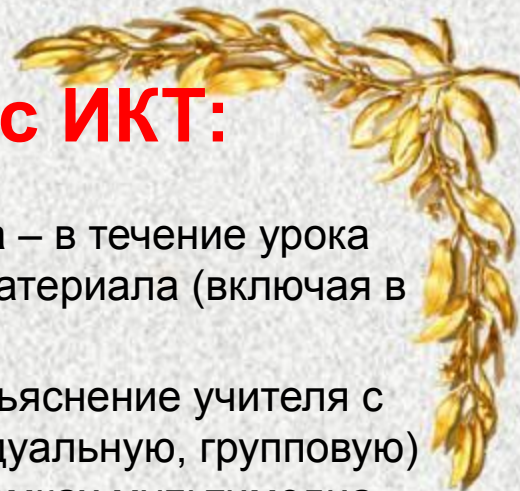 с ИКТ:
– в течение урока
атериала (включая в
ъяснение учителя с
дуальную, групповую)